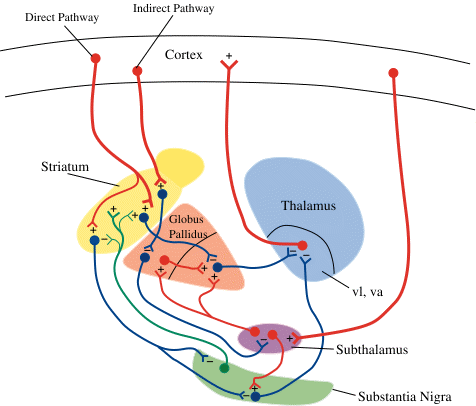 Direct Pathway
Indirect Pathway
Cortex
+
Striatum
+
+
+
+
+
−
−
Thalamus
Globus
Pallidus
−
−
−
−
+
+
+
vl, va
+
−
Subthalamus
−
+
−
+
Substantia Nigra